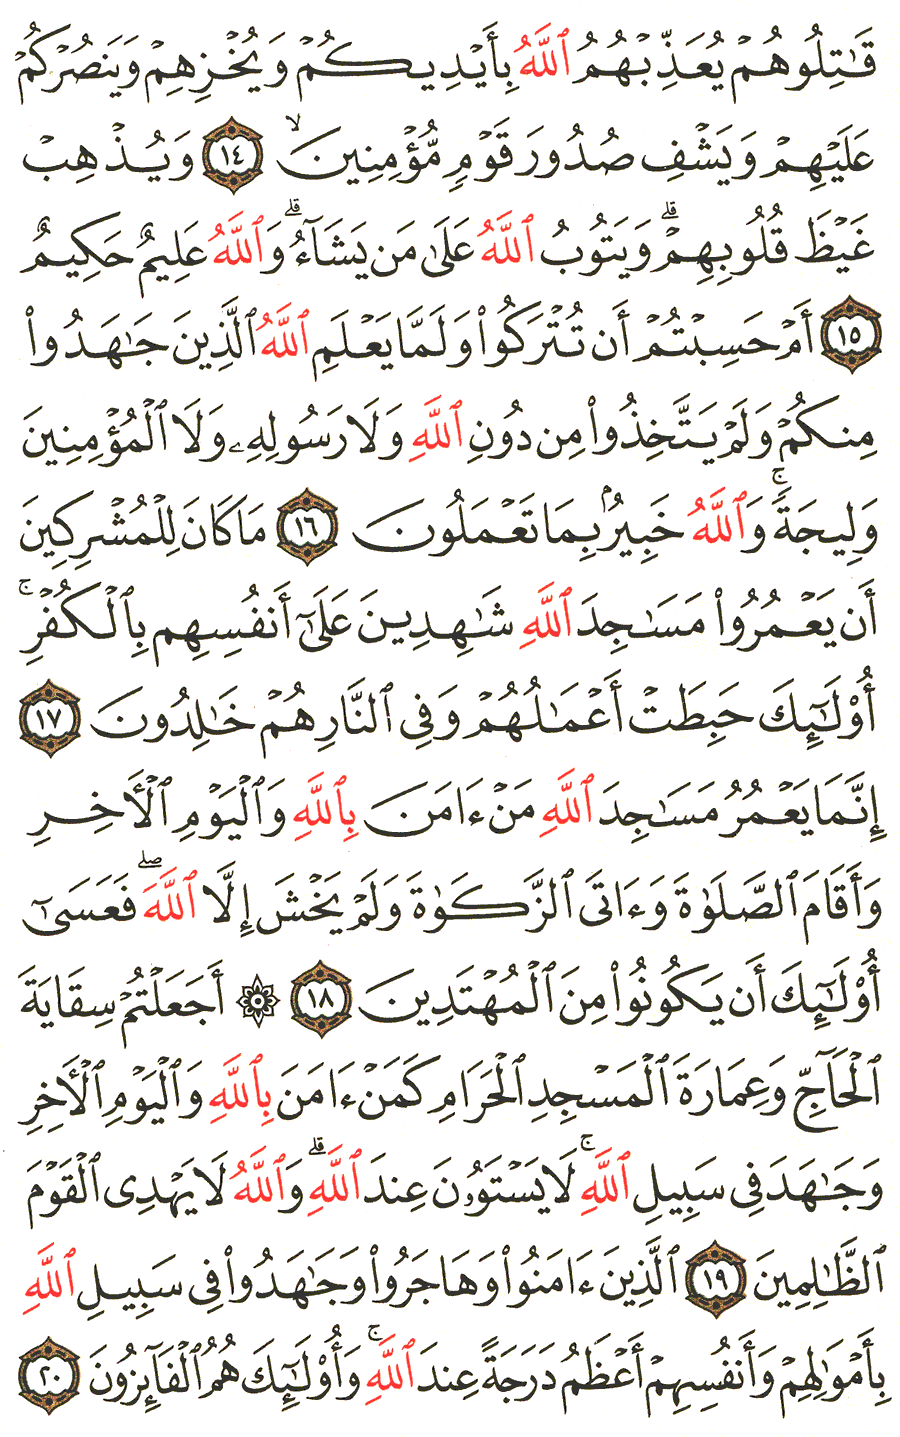 قَٰتِلُوهُمْ يُعَذِّبْهُمُ ٱللَّهُ بِأَيْدِيكُمْ وَيُخْزِهِمْ وَيَنصُرْكُمْ
عَلَيْهِمْ وَيَشْفِ صُدُورَ قَوْمٍ مُّؤْمِنِينَ ۙ ١٤ وَيُذْهِبْ
غَيْظَ قُلُوبِهِمْ ۗ وَيَتُوبُ ٱللَّهُ عَلَىٰ مَن يَشَآءُ ۗ وَٱللَّهُ عَلِيمٌ حَكِيمٌ
١٥ أَمْ حَسِبْتُمْ أَن تُتْرَكُوا۟ وَلَمَّا يَعْلَمِ ٱللَّهُ ٱلَّذِينَ جَٰهَدُوا۟
مِنكُمْ وَلَمْ يَتَّخِذُوا۟ مِن دُونِ ٱللَّهِ وَلَا رَسُولِهِۦ وَلَا ٱلْمُؤْمِنِينَ
وَلِيجَةً ۚ وَٱللَّهُ خَبِيرٌۢ بِمَا تَعْمَلُونَ ١٦ مَا كَانَ لِلْمُشْرِكِينَ
أَن يَعْمُرُوا۟ مَسَٰجِدَ ٱللَّهِ شَٰهِدِينَ عَلَىٰٓ أَنفُسِهِم بِٱلْكُفْرِ ۚ
أُو۟لَٰٓئِكَ حَبِطَتْ أَعْمَٰلُهُمْ وَفِى ٱلنَّارِ هُمْ خَٰلِدُونَ ١٧
إِنَّمَا يَعْمُرُ مَسَٰجِدَ ٱللَّهِ مَنْ ءَامَنَ بِٱللَّهِ وَٱلْيَوْمِ ٱلْءَاخِرِ
وَأَقَامَ ٱلصَّلَوٰةَ وَءَاتَى ٱلزَّكَوٰةَ وَلَمْ يَخْشَ إِلَّا ٱللَّهَ ۖ فَعَسَىٰٓ
أُو۟لَٰٓئِكَ أَن يَكُونُوا۟ مِنَ ٱلْمُهْتَدِينَ ١٨ ۞ أَجَعَلْتُمْ سِقَايَةَ
ٱلْحَآجِّ وَعِمَارَةَ ٱلْمَسْجِدِ ٱلْحَرَامِ كَمَنْ ءَامَنَ بِٱللَّهِ وَٱلْيَوْمِ ٱلْءَاخِرِ
وَجَٰهَدَ فِى سَبِيلِ ٱللَّهِ ۚ لَا يَسْتَوُۥنَ عِندَ ٱللَّهِ ۗ وَٱللَّهُ لَا يَهْدِى ٱلْقَوْمَ
ٱلظَّٰلِمِينَ ١٩ ٱلَّذِينَ ءَامَنُوا۟ وَهَاجَرُوا۟ وَجَٰهَدُوا۟ فِى سَبِيلِ ٱللَّهِ
بِأَمْوَٰلِهِمْ وَأَنفُسِهِمْ أَعْظَمُ دَرَجَةً عِندَ ٱللَّهِ ۚ وَأُو۟لَٰٓئِكَ هُمُ ٱلْفَآئِزُونَ ٢٠